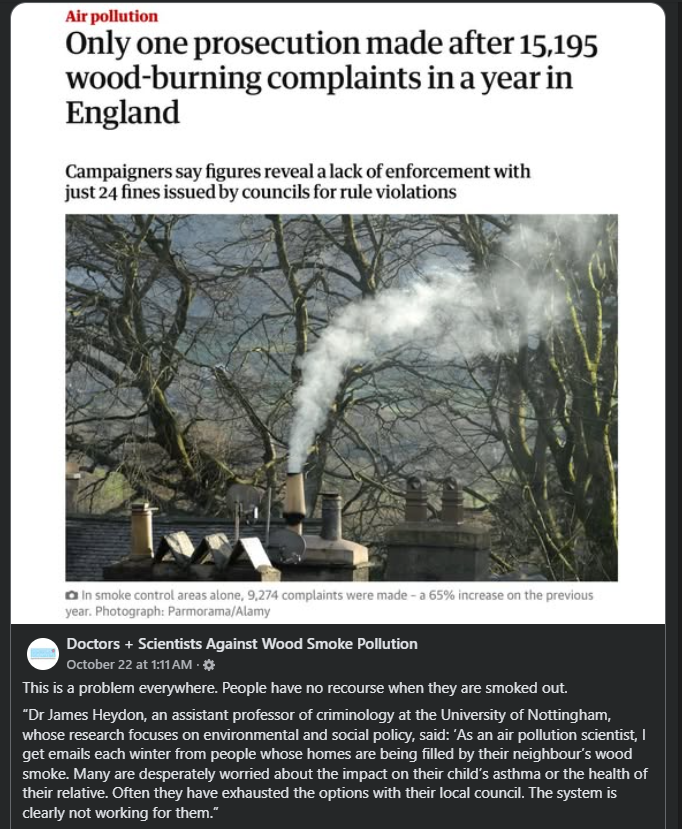 Air pollution
Only one prosecution made after 15,195
wood-burning complaints in a year in
England
Campaigners say figures reveal a lack of enforcement with
just 24 fines issued by councils for rule violations
In smoke control areas alone, 9,274 complaints were made – a 65% increase on the previous
year. Photograph: Parmorama/Alamy
Doctors + Scientists Against Wood Smoke Pollution
October 22 at 1:11 AM ·
This is a problem everywhere. People have no recourse when they are smoked out.
“Dr James Heydon, an assistant professor of criminology at the University of Nottingham,
whose research focuses on environmental and social policy, said: ‘As an air pollution scientist, I
get emails each winter from people whose homes are being filled by their neighbour’s wood
smoke. Many are desperately worried about the impact on their child’s asthma or the health of
their relative. Often they have exhausted the options with their local council. The system is
clearly not working for them.”